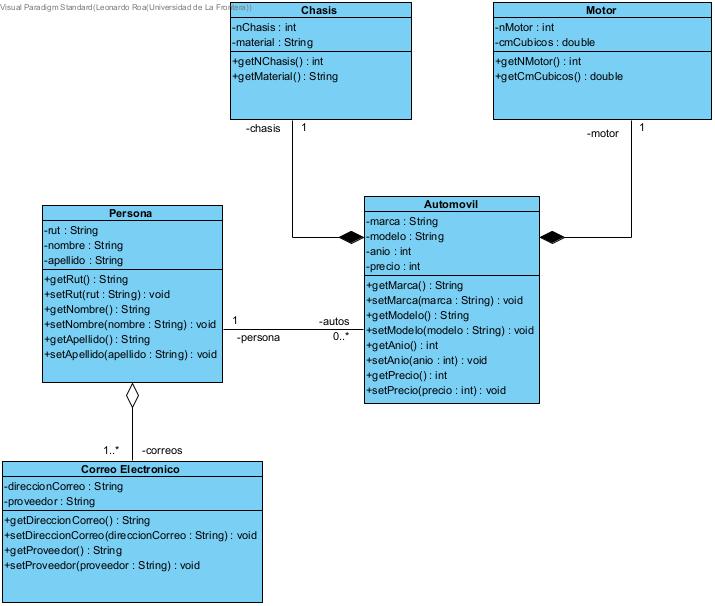 Visual Paradigm Standard(Leonardo Roa(Universidad de La Frontera))
Chasis
-nChasis : int
-material : String
+getNChasis() : int
+getMaterial() : String
Motor
-nMotor : int
-cmCubicos : double
+getNMotor() : int
+getCmCubicos() : double
-chasis
1
-motor
1
Persona
-rut : String
-nombre : String
-apellido : String
+getRut() : String
+setRut(rut : String) : void
+getNombre() : String
+setNombre(nombre : String) : void
+getApellido() : String
+setApellido(apellido : String) : void
1
-persona
-autos
0..*
Automovil
-marca : String
-modelo : String
-anio : int
-precio : int
+getMarca() : String
+setMarca(marca : String) : void
+getModelo() : String
+setModelo(modelo : String) : void
+getAnio() : int
+setAnio(anio : int) : void
+getPrecio() : int
+setPrecio(precio : int) : void
1..*
-correos
Correo Electronico
-direccionCorreo : String
-proveedor : String
+getDireccionCorreo() : String
+setDireccionCorreo(direccionCorreo : String) : void
+getProveedor() : String
+setProveedor(proveedor : String) : void